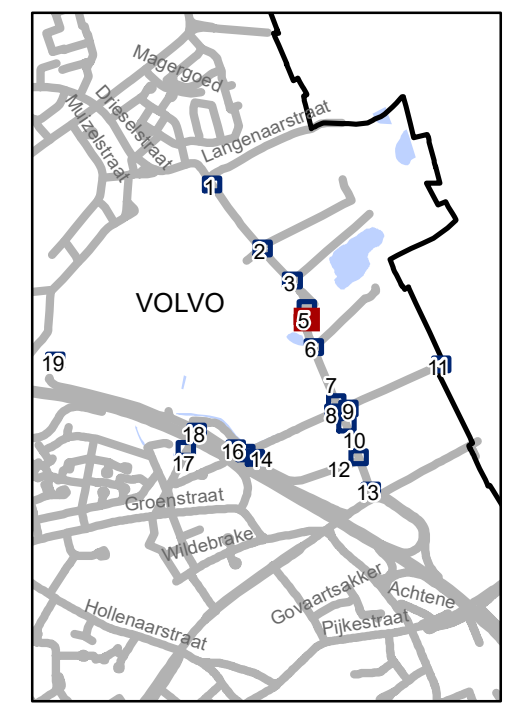 Magergoed
Drieselstraat
Muizelstraat
Langenaarstraat
1
2
3
VOLVO
5
6
19
11
7
8
9
18
10
17
16
14
12
13
Groenstraat
Wildebrake
Govaartsakker
Achtene
Hollenaarstraat
Pijkestraat